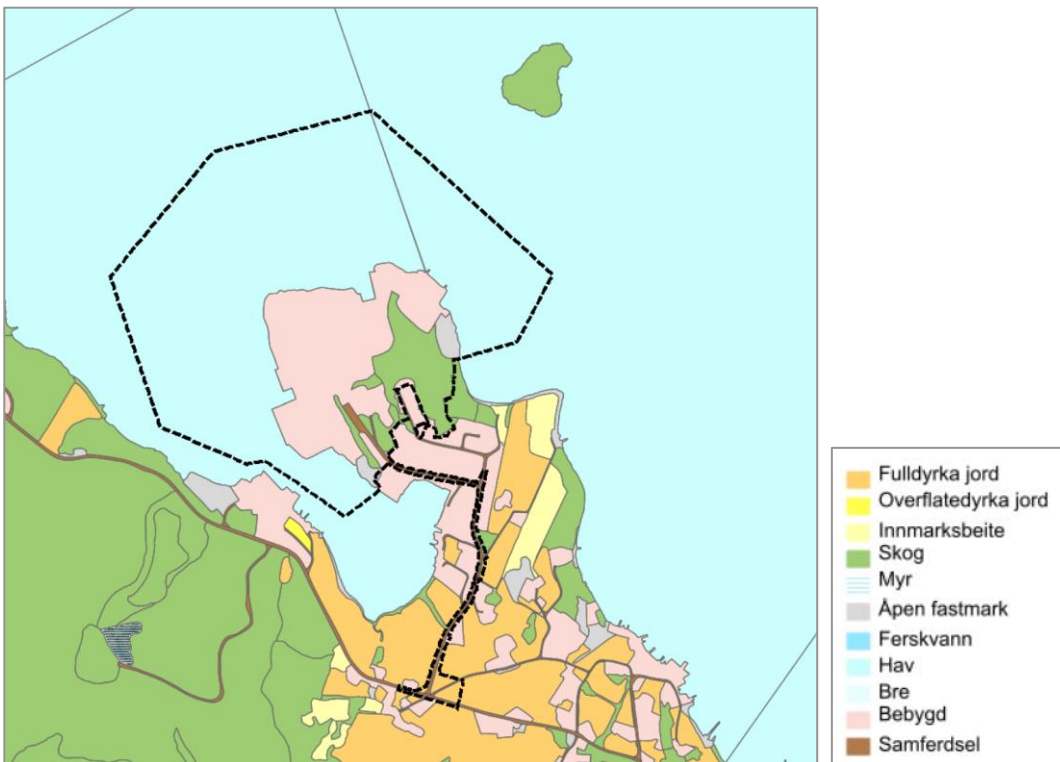 Fulldyrka jord
Overflatedyrka jord
Innmarksbeite
Skog
Myr
Åpen fastmark
Ferskvann
Hav
Bre
Bebygd
Samferdsel